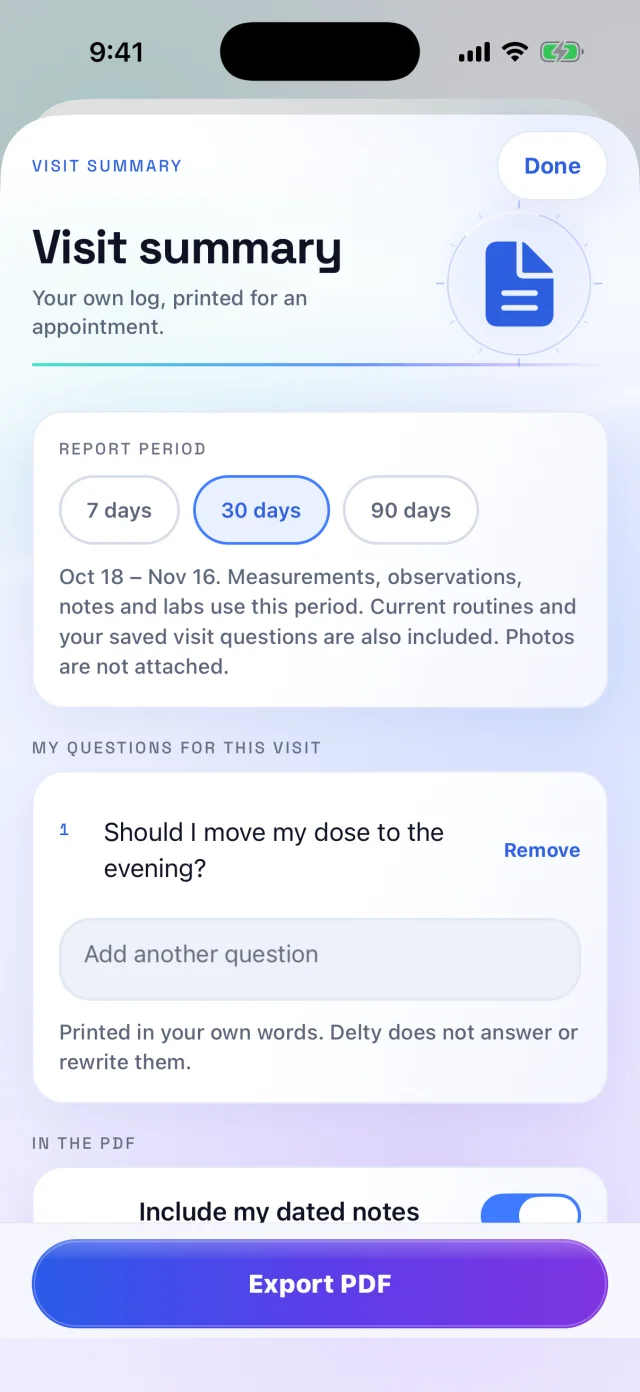 9:41
VISIT SUMMARY
Done
Visit summary
Your own log, printed for an
appointment.
REPORT PERIOD
7 days
30 days
90 days
Oct 18 – Nov 16. Measurements, observations,
notes and labs use this period. Current routines and
your saved visit questions are also included. Photos
are not attached.
MY QUESTIONS FOR THIS VISIT
1
Should I move my dose to the
evening?
Remove
Add another question
Printed in your own words. Delty does not answer or
rewrite them.
IN THE PDF
Include my dated notes
Export PDF